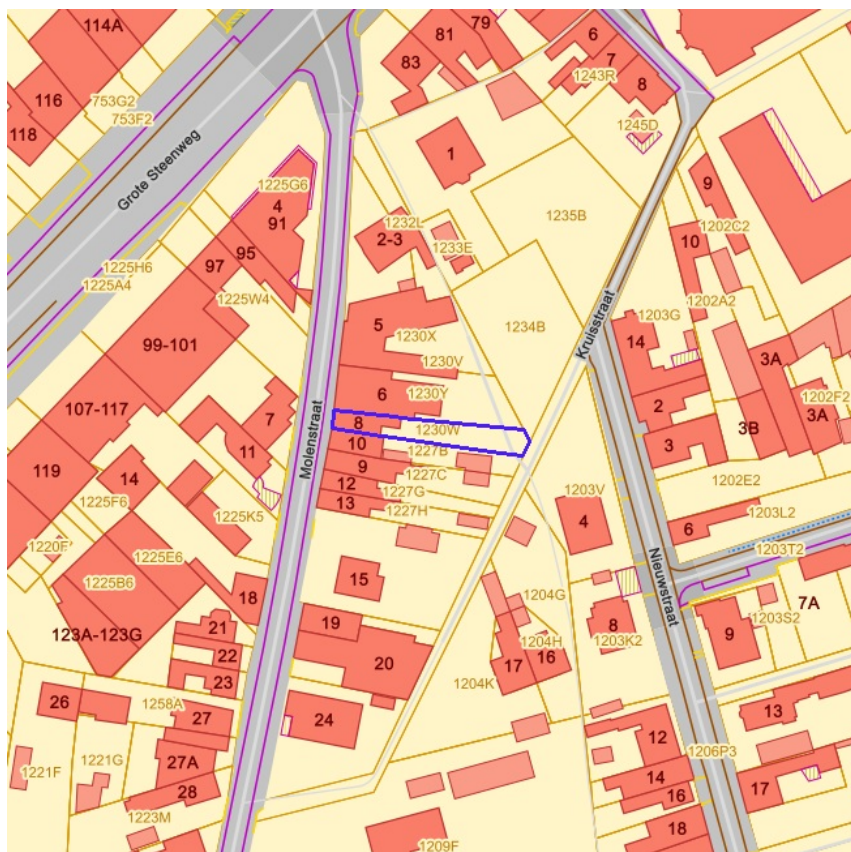 114A
79
81
6
83
7
1243R
8
116
753G2
753F2
118
1245D
1
Grote Steenweg
1225G6
4
91
9
1232L
1235B
1202C2
2-3
1233E
10
95
97
1225H6
1225A4
1202A2
1225W4
Kruisstraat
1203G
5
1234B
1230X
14
99-101
3A
1230V
6
1230Y
1202F2
107-117
2
3A
8
1230W
7
3B
10
1227B
11
3
Molenstraat
119
9
1227C
14
12
1227G
1202E2
1203V
13
1227H
1225F6
1203L2
1225K5
4
6
1203T2
1225E6
1225B6
15
Nieuwstraat
18
1204G
7A
19
21
8
1203S2
123A-123G
1204H
9
1203K2
22
20
17
16
23
1204K
26
1258A
24
27
13
12
1206P3
1221G
27A
1221F
14
17
28
16
1223M
18
1209F